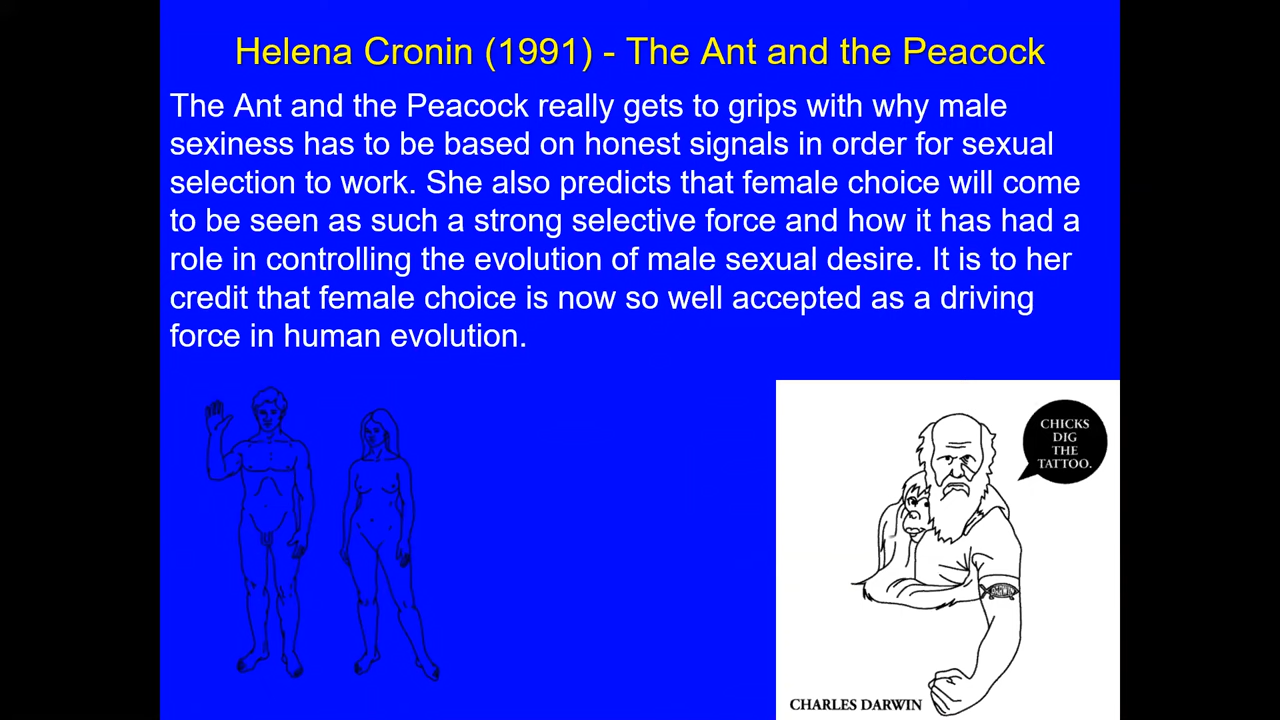 Helena Cronin (1991) - The Ant and the Peacock
The Ant and the Peacock really gets to grips with why male
sexiness has to be based on honest signals in order for sexual
selection to work. She also predicts that female choice will come
to be seen as such a strong selective force and how it has had a
role in controlling the evolution of male sexual desire. It is to her
credit that female choice is now so well accepted as a driving
force in human evolution.
CHICKS
DIG
THE
TATTOO.
CHARLES DARWIN